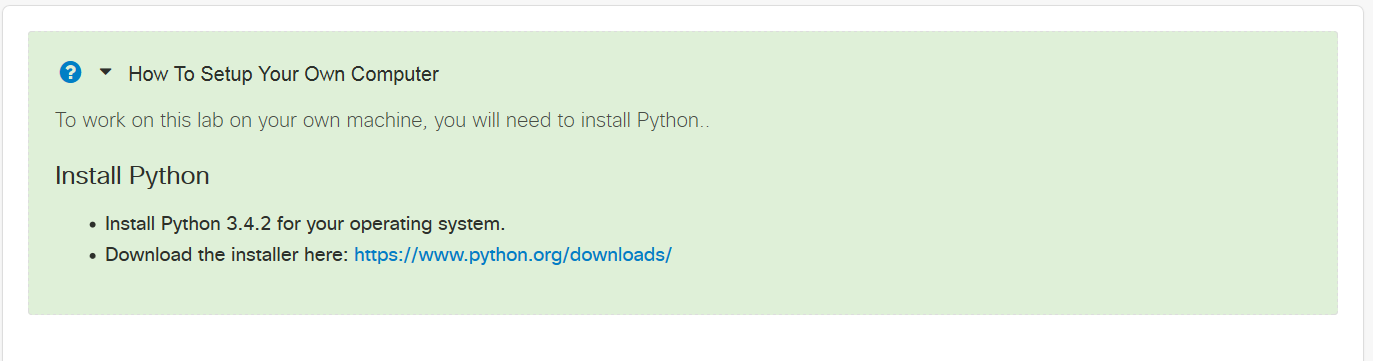 How To Setup Your Own Computer
To work on this lab on your own machine, you will need to install Python..
Install Python
• Install Python 3.4.2 for your operating system.
• Download the installer here: https://www.python.org/downloads/